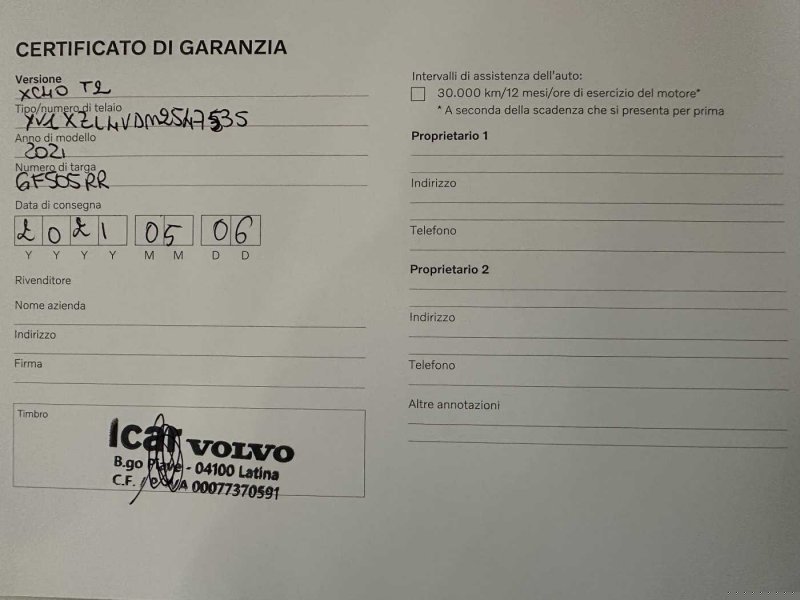 CERTIFICATO DI GARANZIA
Versione
XC40 T2
Tipo/numero di telaio
Anno di modello
2021
Numero di targa
GF505RR
Data di consegna
2021 05 06
Y Y Y Y M M D D
Rivenditore
Nome azienda
Indirizzo
Firma
Timbro
Icar VOLVO
B.go Piave - 04100 Latina
C.F. 00077370591
Intervalli di assistenza dell'auto:
30.000 km/12 mesi/ore di esercizio del motore*
* A seconda della scadenza che si presenta per prima
Proprietario 1
Indirizzo
Telefono
Proprietario 2
Indirizzo
Telefono
Altre annotazioni